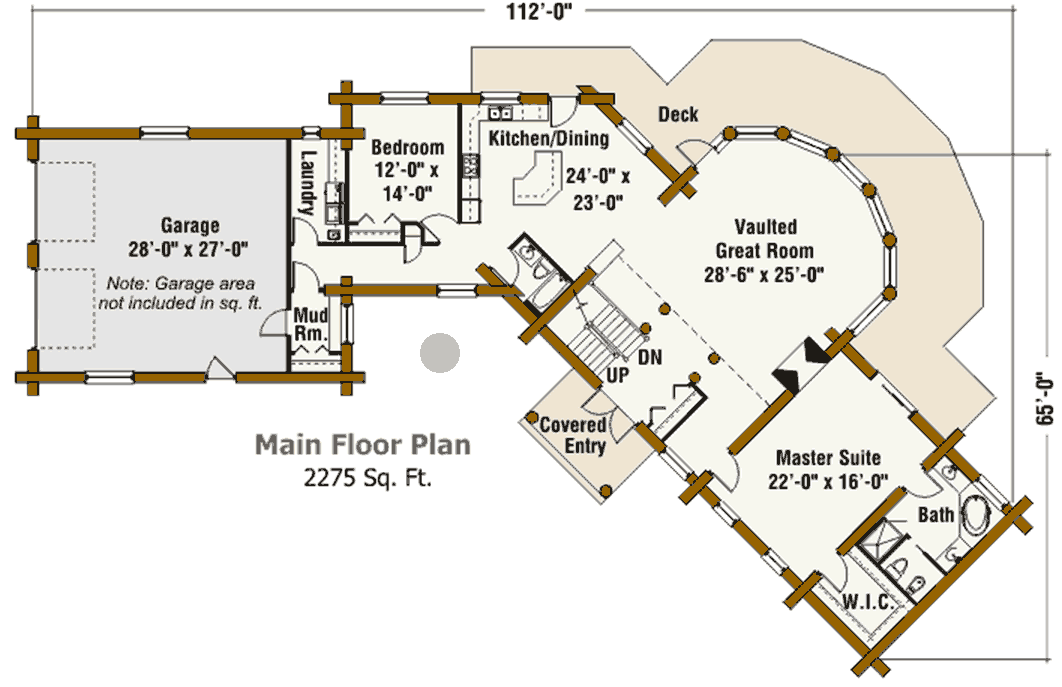 112'-0"
Deck
Kitchen/Dining
24'-0" x
23'-0"
Bedroom
12'-0" x
14'-0"
Laundry
Garage
28'-0" x 27'-0"
Note: Garage area
not included in sq. ft.
Vaulted
Great Room
28'-6" x 25'-0"
Mud
Rm.
DN
UP
Covered
Entry
65'-0"
Main Floor Plan
2275 Sq. Ft.
Master Suite
22'-0" x 16'-0"
Bath
W.I.C.